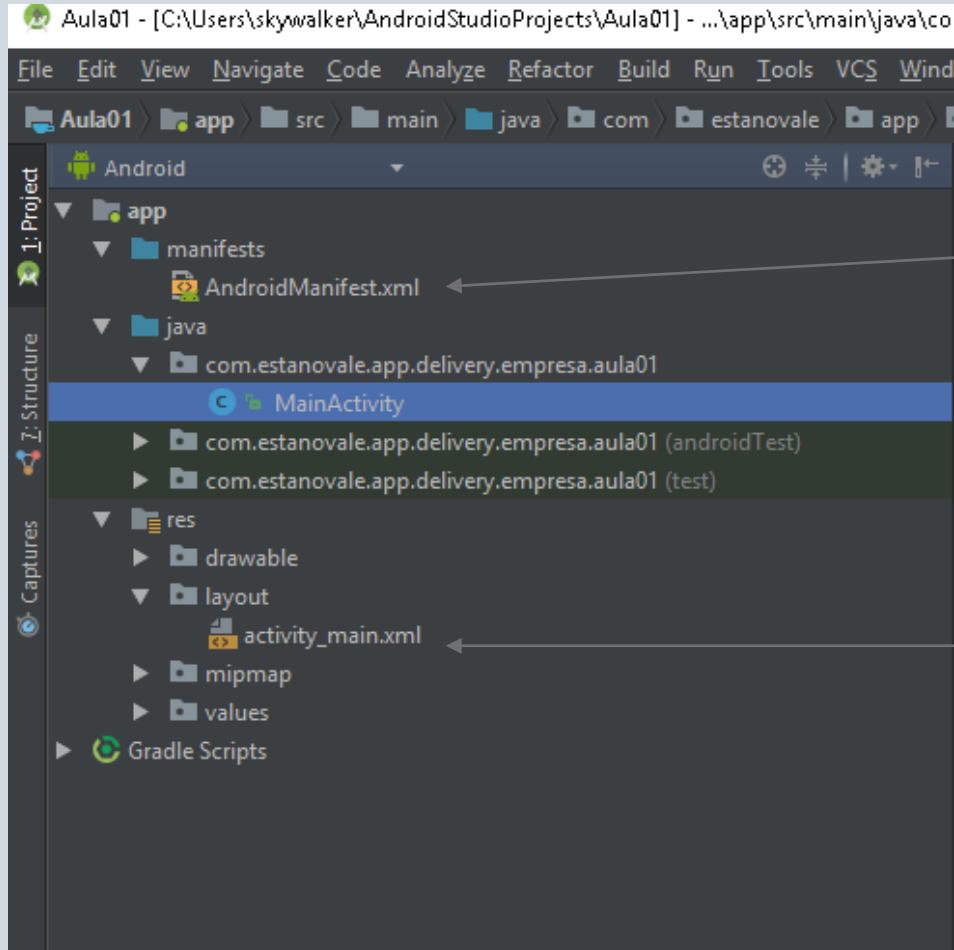 Aula01 - [C:\Users\skywalker\AndroidStudioProjects\Aula01] - ...\app\src\main\java\co
File Edit View Navigate Code Analyze Refactor Build Run Tools VCS Wind
Aula01 app src main java com estanovale app
1: Project
7: Structure
Captures
Android
app
manifests
AndroidManifest.xml
java
com.estanovale.app.delivery.empresa.aula01
C MainActivity
com.estanovale.app.delivery.empresa.aula01 (androidTest)
com.estanovale.app.delivery.empresa.aula01 (test)
res
drawable
layout
activity_main.xml
mipmap
values
Gradle Scripts